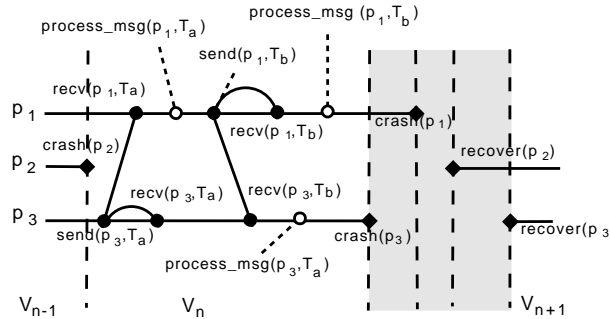 process_msg(p1,Ta)
process_msg (p1,Tb)
send(p1,Tb)
recv(p1,Ta)
p1
recv(p1,Tb)
crash(p1)
crash(p2)
recover(p2)
p2
recv(p3,Ta)
recv(p3,Tb)
p3
send(p3,Ta)
crash(p3)
recover(p3
process_msg(p3,Ta)
Vn-1
Vn
Vn+1